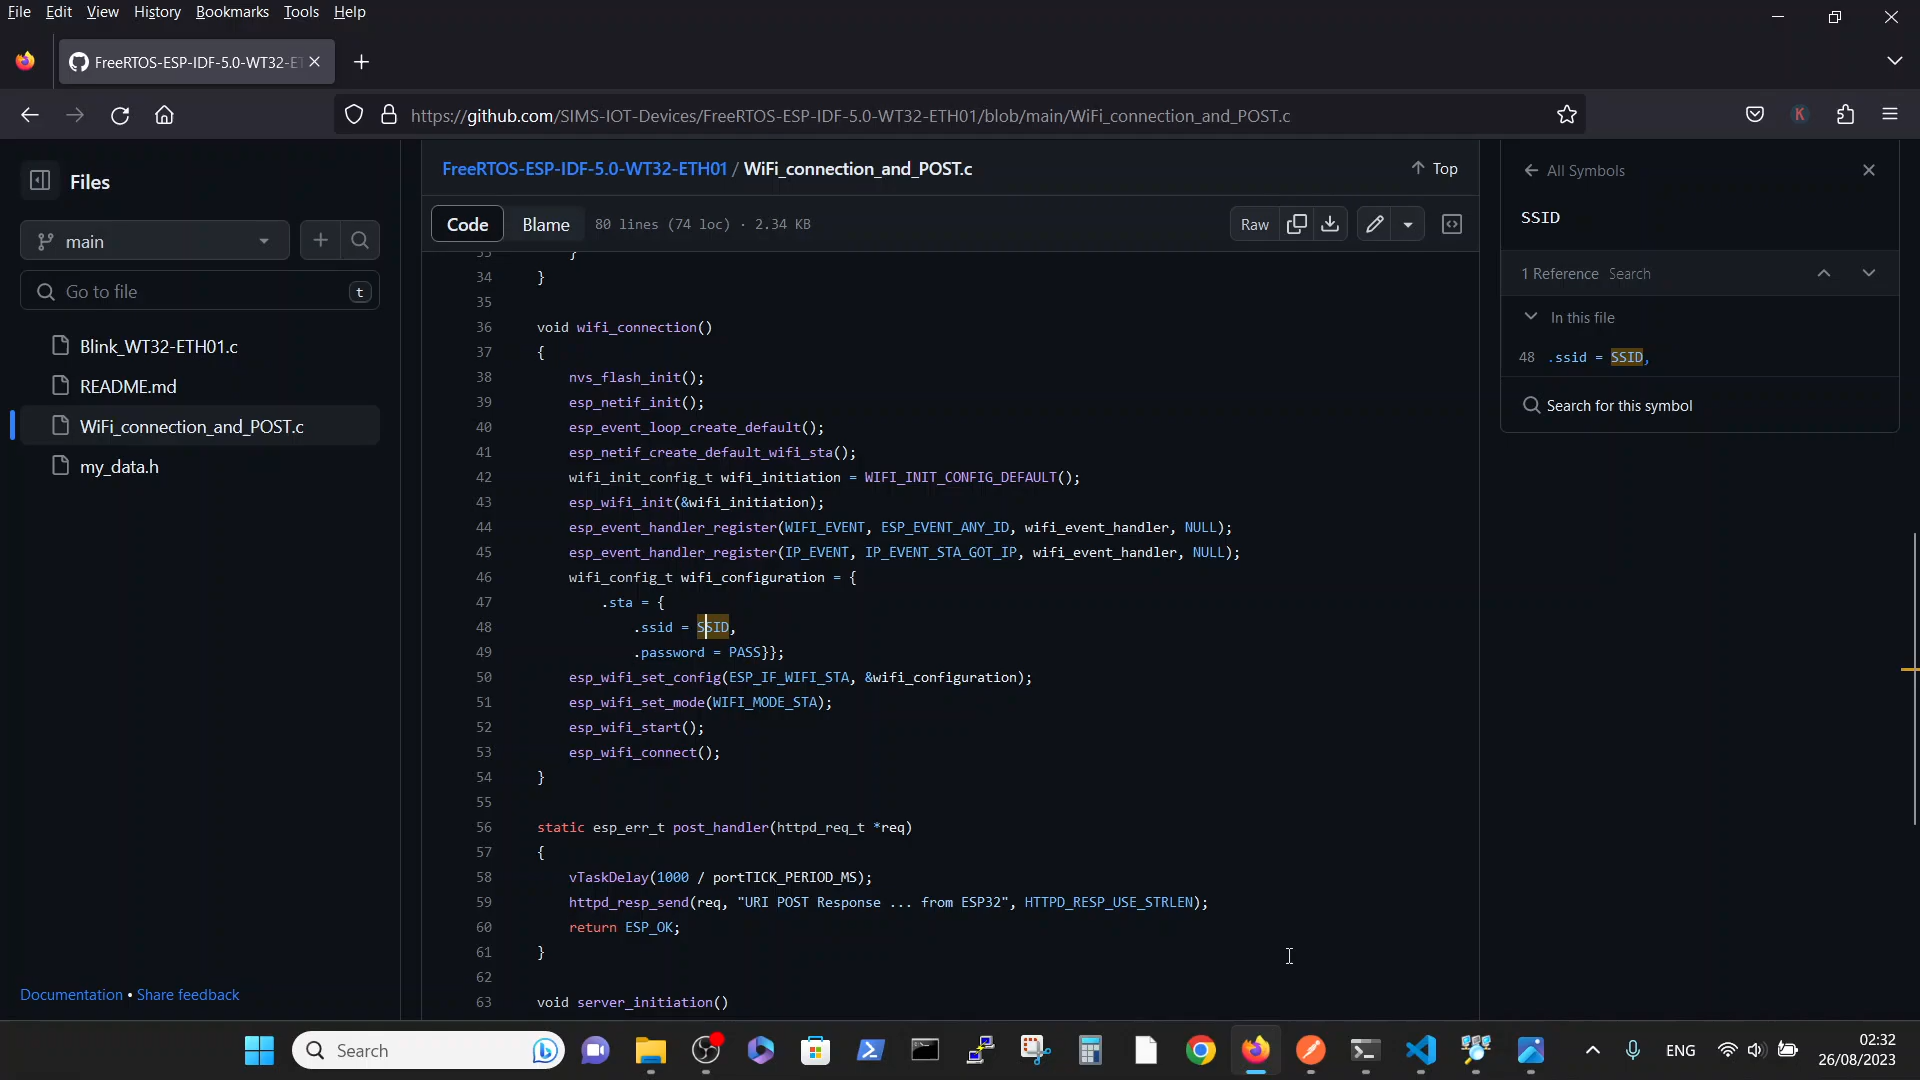 File Edit View History Bookmarks Tools Help
FreeRTOS-ESP-IDF-5.0-WT32-ET
https://github.com/SIMS-IOT-Devices/FreeRTOS-ESP-IDF-5.0-WT32-ETH01/blob/main/WiFi_connection_and_POST.c
K
Files
main
Go to file t
Blink_WT32-ETH01.c
README.md
WiFi_connection_and_POST.c
my_data.h
Documentation • Share feedback
FreeRTOS-ESP-IDF-5.0-WT32-ETH01 / WiFi_connection_and_POST.c
Top
Code Blame 80 lines (74 loc) · 2.34 KB Raw
33 }
34 }
35
36 void wifi_connection()
37 {
38 nvs_flash_init();
39 esp_netif_init();
40 esp_event_loop_create_default();
41 esp_netif_create_default_wifi_sta();
42 wifi_init_config_t wifi_initiation = WIFI_INIT_CONFIG_DEFAULT();
43 esp_wifi_init(&wifi_initiation);
44 esp_event_handler_register(WIFI_EVENT, ESP_EVENT_ANY_ID, wifi_event_handler, NULL);
45 esp_event_handler_register(IP_EVENT, IP_EVENT_STA_GOT_IP, wifi_event_handler, NULL);
46 wifi_config_t wifi_configuration = {
47 .sta = {
48 .ssid = SSID,
49 .password = PASS}};
50 esp_wifi_set_config(ESP_IF_WIFI_STA, &wifi_configuration);
51 esp_wifi_set_mode(WIFI_MODE_STA);
52 esp_wifi_start();
53 esp_wifi_connect();
54 }
55
56 static esp_err_t post_handler(httpd_req_t *req)
57 {
58 vTaskDelay(1000 / portTICK_PERIOD_MS);
59 httpd_resp_send(req, "URI POST Response ... from ESP32", HTTPD_RESP_USE_STRLEN);
60 return ESP_OK;
61 }
62
63 void server_initiation()
All Symbols
SSID
1 Reference Search
In this file
48 .ssid = SSID,
Search for this symbol
Search
ENG
02:32
26/08/2023